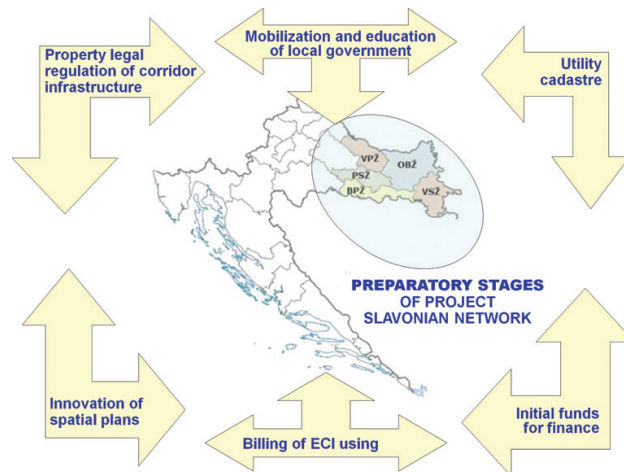 Mobilization and education
of local government
Property legal
regulation of corridor
infrastructure
Utility
cadastre
VPŽ
OBŽ
PSŽ
BPŽ
VSŽ
PREPARATORY STAGES
OF PROJECT
SLAVONIAN NETWORK
Innovation of
spatial plans
Billing of ECI using
Initial funds
for finance